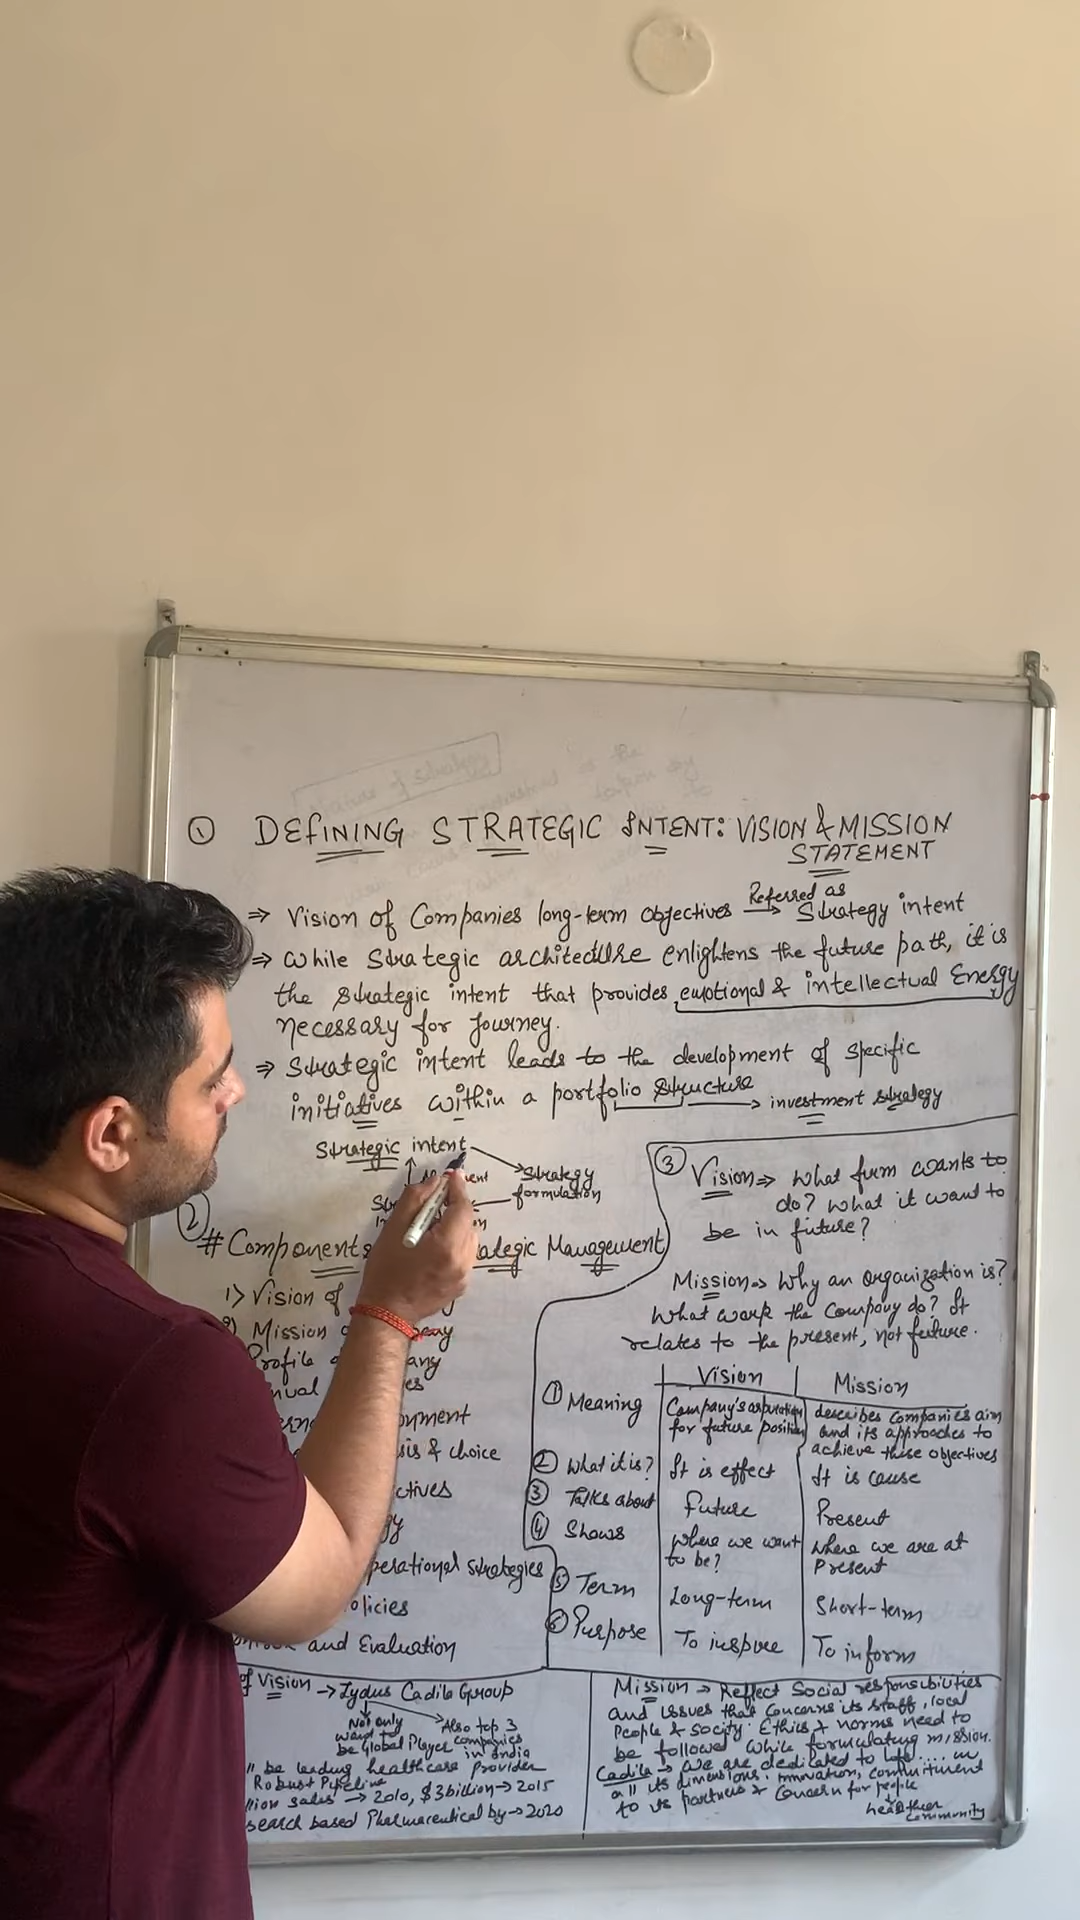 ① DEFINING STRATEGIC INTENT: VISION & MISSION
STATEMENT
⇒ Vision of Companies long-term objectives Referred as → Strategy intent
⇒ While Strategic architecture enlightens the future path, it is
the Strategic intent that provides emotional & intellectual Energy
necessary for Journey.
⇒ Strategic intent leads to the development of specific
initiatives within a portfolio structure → investment strategy
Strategic intent
Strategy
formulation
② # Components ategic Management
1) Vision of
2) Mission
Profile
& choice
perational strategies
olicies
and Evaluation
③ Vision ⇒ What firm wants to
do? What it want to
be in future?
Mission ⇒ Why an organization is?
What work the company do? It
relates to the present, not future.
Vision Mission
① Meaning Company's aspiration describes companies aim
for future position and its approaches to
achieve these objectives
② What it is? It is effect It is cause
③ Talks about Future Present
④ Shows Where we want Where we are at
to be? Present
⑤ Term Long-term Short-term
⑥ Purpose To inspire To inform
of Vision → Zydus Cadila Group
Not only
want to
be Global Player
Also top 3
companies
in India
be leading healthcare provider
Robust Pipeline
sales → 2010, $3billion → 2015
search based Pharmaceutical by → 2020
Mission → Reflect Social responsibilities
and issues that concerns its staff, local
People & socity. Ethics & norms need to
be followed while formulating mission.
Cadila → We are dedicated to life .... in
all its dimensions. innovation, commitment
to its partners & concern for people
healthier
community